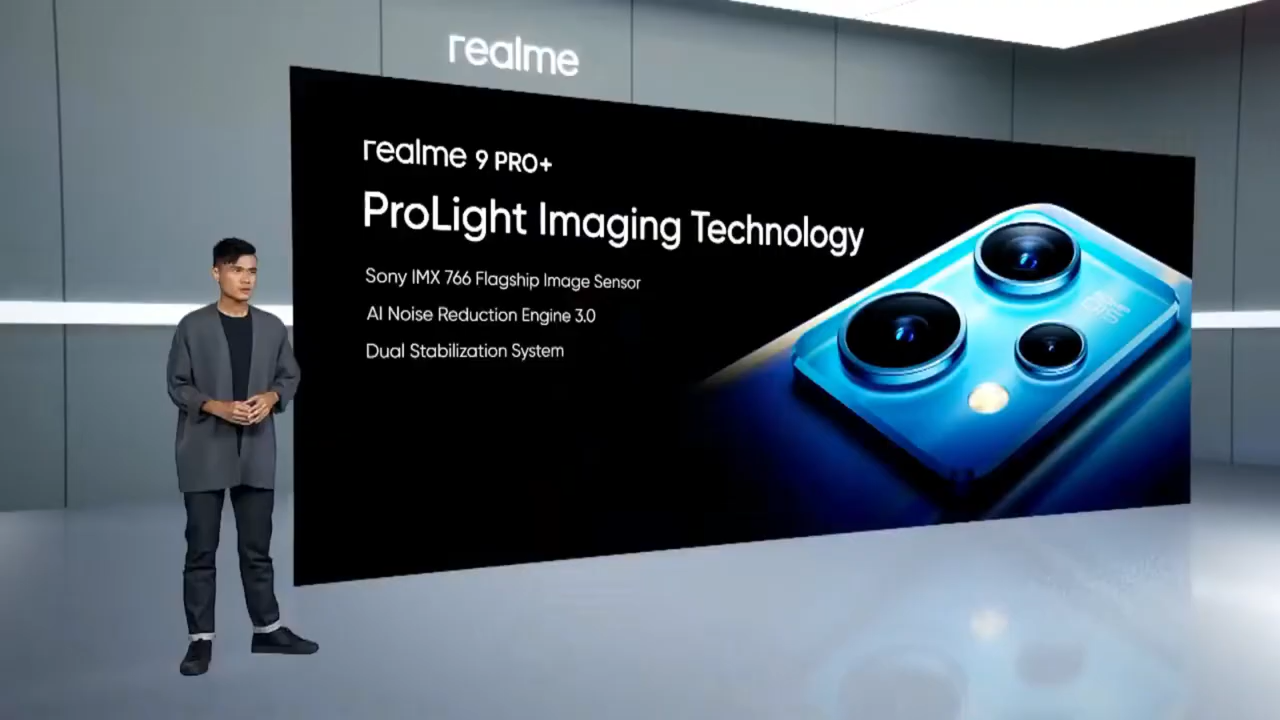 realme
realme 9 PRO+
ProLight Imaging Technology
Sony IMX 766 Flagship Image Sensor
AI Noise Reduction Engine 3.0
Dual Stabilization System